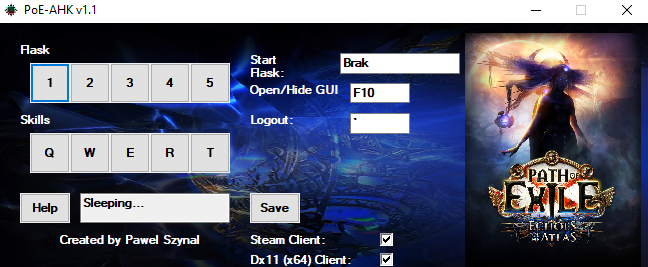 PoE-AHK v1.1
Flask
1 2 3 4 5
Start Flask: Brak
Open/Hide GUI F10
Skills
Logout: `
Q W E R T
Help Sleeping... Save
Created by Pawel Szynal
Steam Client:
Dx11 (x64) Client:
PATH OF
EXILE
ECHOES
OF THE
ATLAS